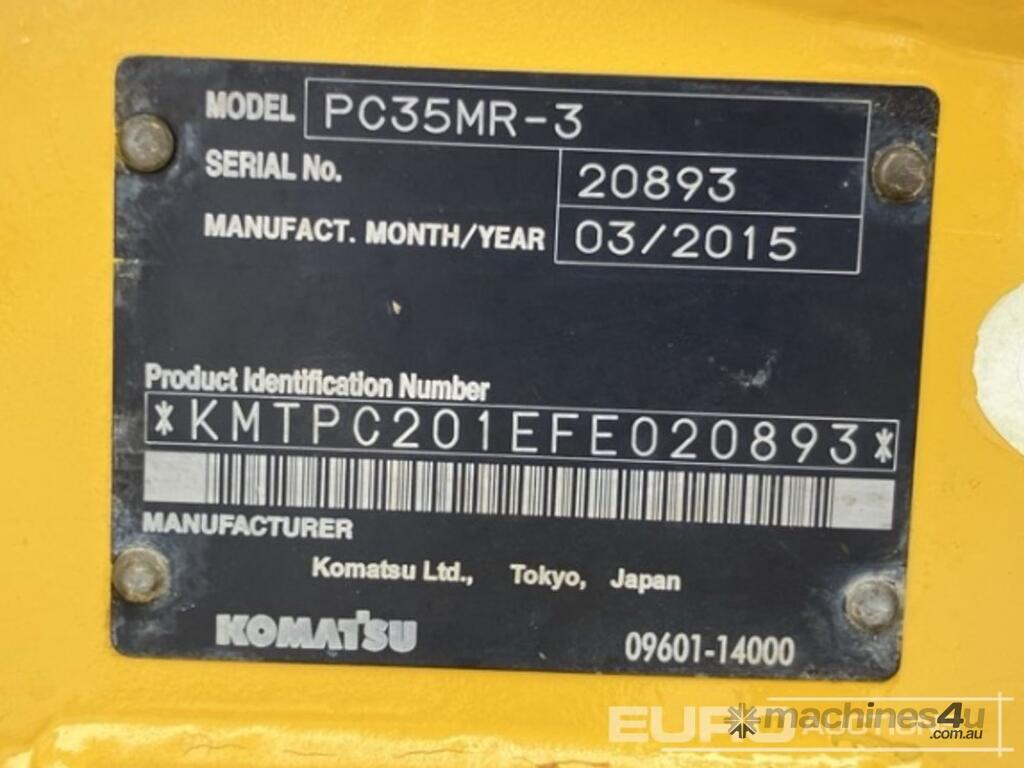 MODEL PC35MR-3
SERIAL No. 20893
MANUFACT. MONTH/YEAR 03/2015
Product Identification Number
*KMTPC201EFE020893*
MANUFACTURER
Komatsu Ltd., Tokyo, Japan
KOMATSU 09601-14000
machines4u
.com.au